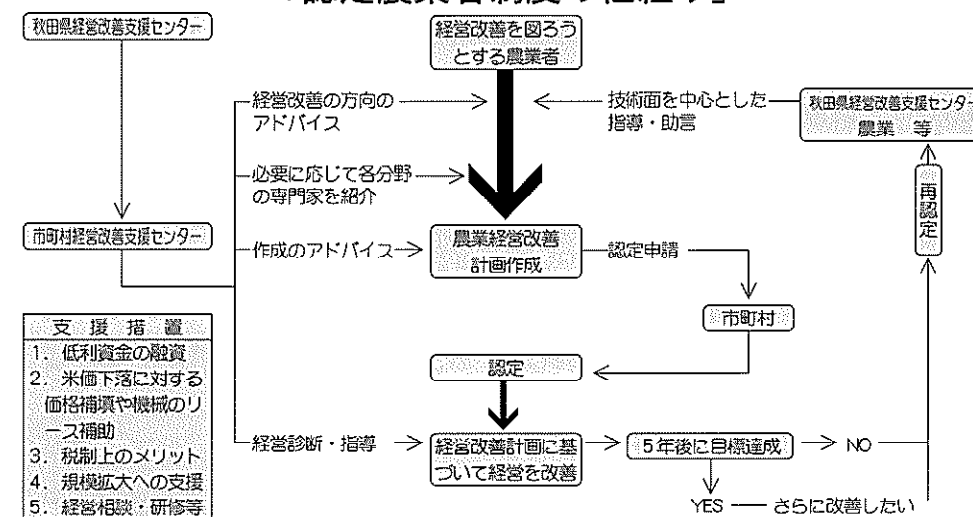 「認定農業者制度の仕組み」
秋田県経営改善支援センター
経営改善を図ろう
とする農業者
経営改善の方向の
アドバイス
技術面を中心とした
指導・助言
秋田県経営改善支援センター
農業 等
必要に応じて各分野
の専門家を紹介
再認定
市町村経営改善支援センター
作成のアドバイス
農業経営改善
計画作成
認定申請
市町村
支援措置
1. 低利資金の融資
2. 米価下落に対する
価格補填や機械のリ
ース補助
3. 税制上のメリット
4. 規模拡大への支援
5. 経営相談・研修等
認定
経営診断・指導
経営改善計画に基
づいて経営を改善
5年後に目標達成
NO
YES
さらに改善したい